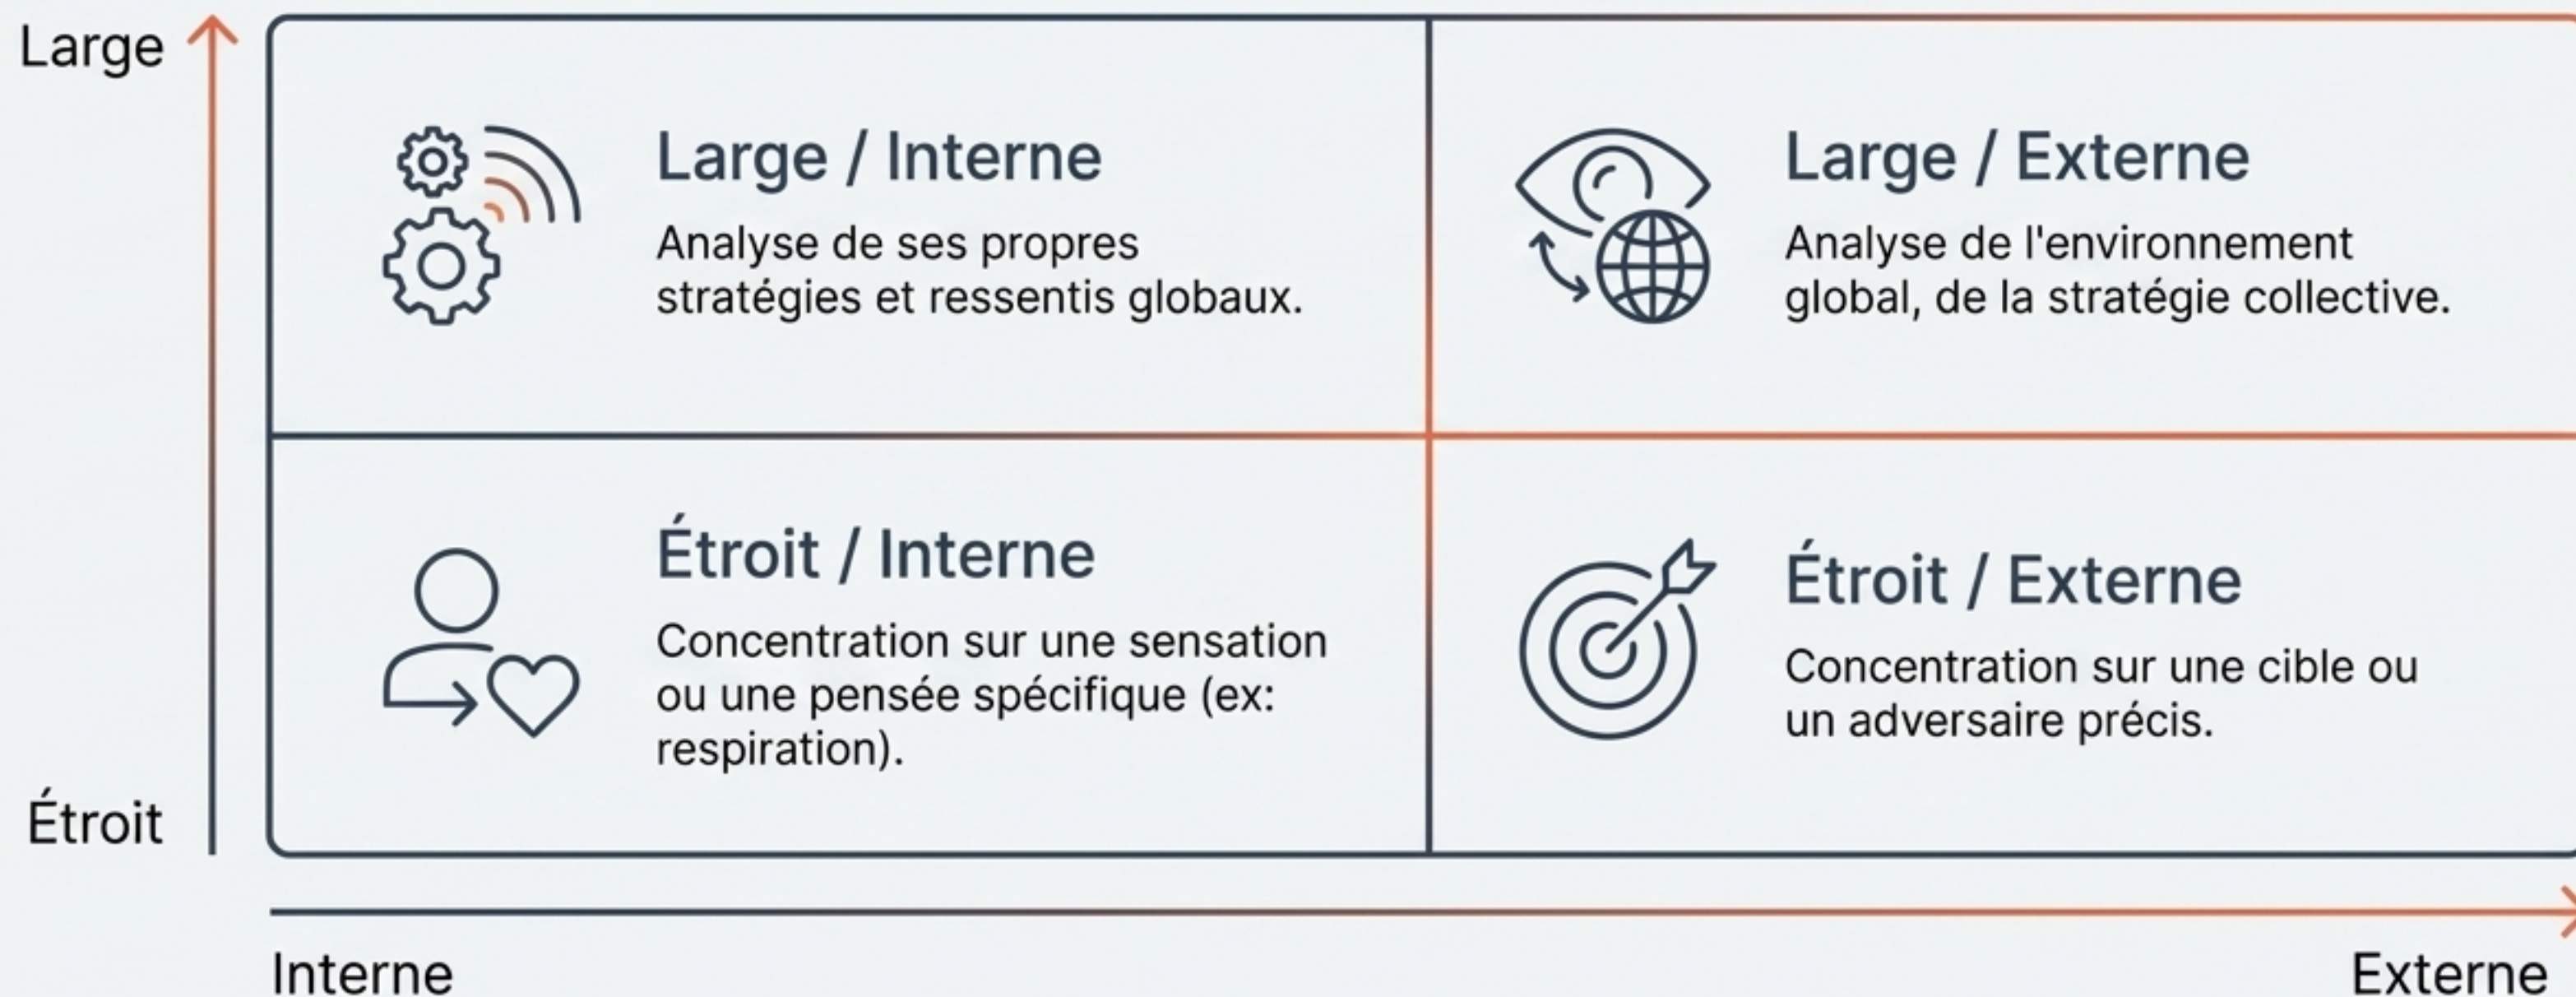 Large
Large / Interne
Analyse de ses propres
stratégies et ressentis globaux.
Large / Externe
Analyse de l'environnement
global, de la stratégie collective.
Étroit / Interne
Concentration sur une sensation
ou une pensée spécifique (ex:
respiration).
Étroit / Externe
Concentration sur une cible ou
un adversaire précis.
Étroit
Interne
Externe